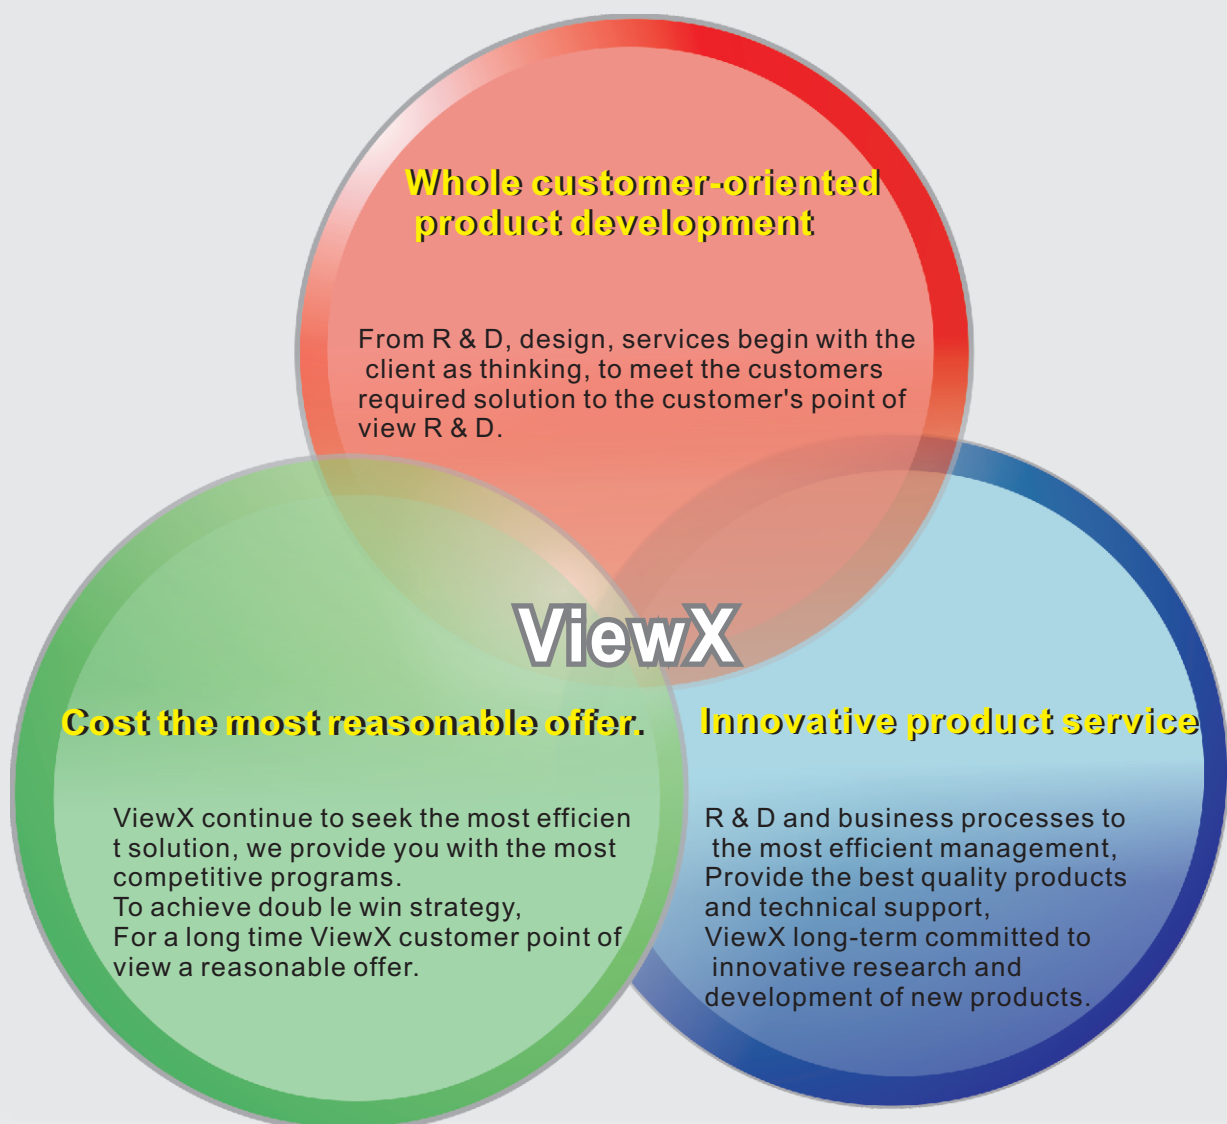 Whole customer-oriented
product development
From R & D, design, services begin with the
client as thinking, to meet the customers
required solution to the customer's point of
view R & D.
ViewX
Cost the most reasonable offer.
ViewX continue to seek the most efficien
t solution, we provide you with the most
competitive programs.
To achieve doub le win strategy,
For a long time ViewX customer point of
view a reasonable offer.
Innovative product service
R & D and business processes to
the most efficient management,
Provide the best quality products
and technical support,
ViewX long-term committed to
innovative research and
development of new products.